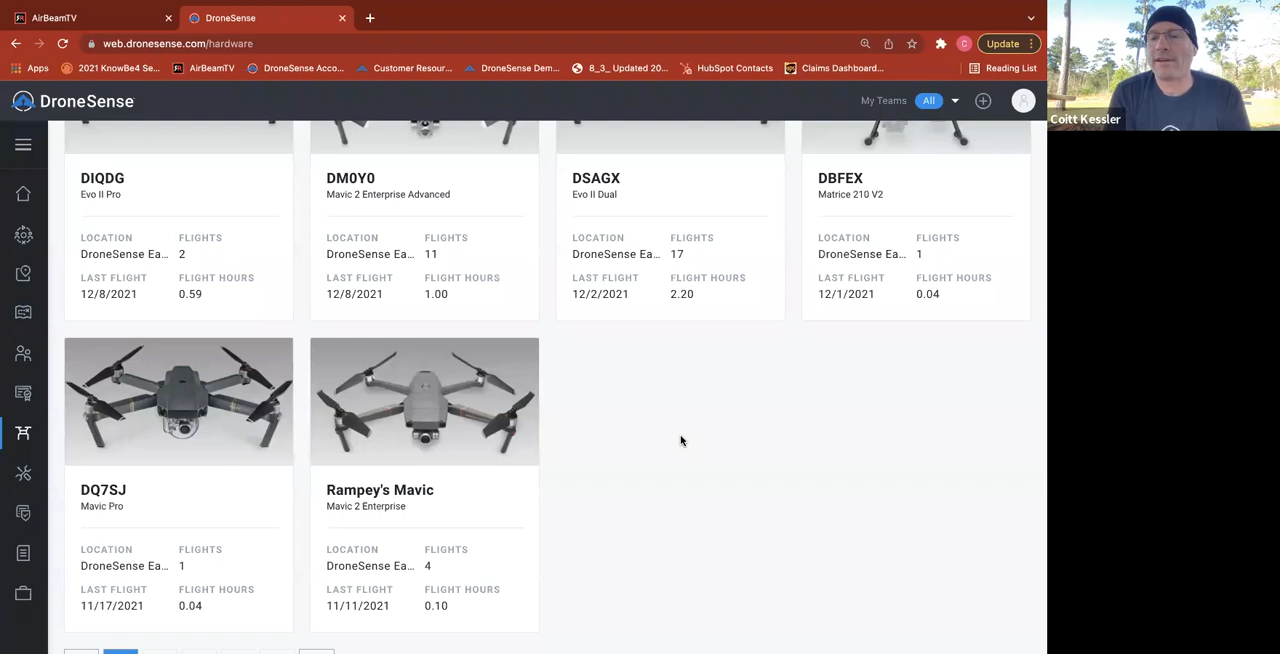 AirBeamTV
DroneSense
web.dronesense.com/hardware
Update
Apps
2021 KnowBe4 Se...
AirBeamTV
DroneSense Acco...
Customer Resour...
DroneSense Dem...
8_3_ Updated 20...
HubSpot Contacts
Claims Dashboard...
Reading List
DroneSense
My Teams
All
Coitt Kessler
DIQDG
Evo II Pro
LOCATION FLIGHTS
DroneSense Ea... 2
LAST FLIGHT FLIGHT HOURS
12/8/2021 0.59
DM0Y0
Mavic 2 Enterprise Advanced
LOCATION FLIGHTS
DroneSense Ea... 11
LAST FLIGHT FLIGHT HOURS
12/8/2021 1.00
DSAGX
Evo II Dual
LOCATION FLIGHTS
DroneSense Ea... 17
LAST FLIGHT FLIGHT HOURS
12/2/2021 2.20
DBFEX
Matrice 210 V2
LOCATION FLIGHTS
DroneSense Ea... 1
LAST FLIGHT FLIGHT HOURS
12/1/2021 0.04
DQ7SJ
Mavic Pro
LOCATION FLIGHTS
DroneSense Ea... 1
LAST FLIGHT FLIGHT HOURS
11/17/2021 0.04
Rampey's Mavic
Mavic 2 Enterprise
LOCATION FLIGHTS
DroneSense Ea... 4
LAST FLIGHT FLIGHT HOURS
11/11/2021 0.10